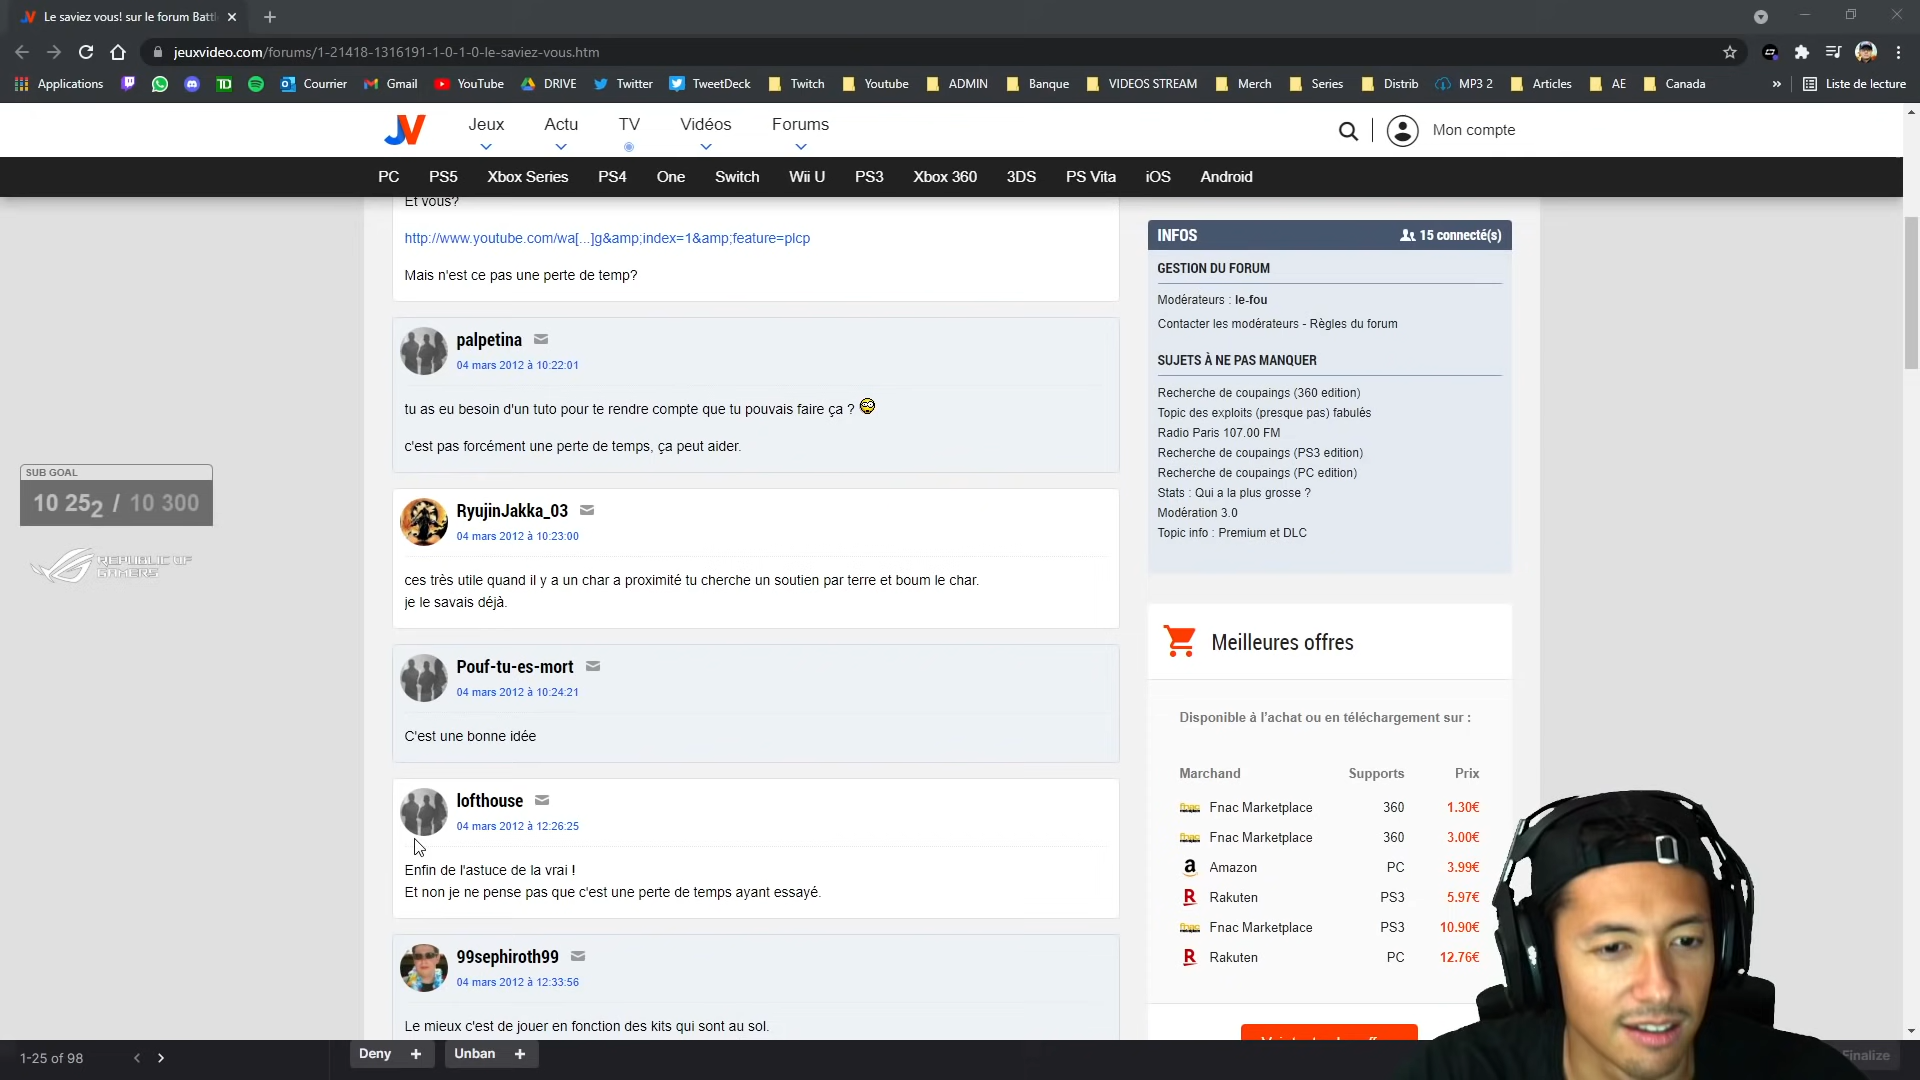 Le saviez vous! sur le forum Battl
jeuxvideo.com/forums/1-21418-1316191-1-0-1-0-le-saviez-vous.htm
Applications
TD
Courrier
Gmail
YouTube
DRIVE
Twitter
TweetDeck
Twitch
Youtube
ADMIN
Banque
VIDEOS STREAM
Merch
Series
Distrib
MP3 2
Articles
AE
Canada
»
Liste de lecture
JV
Jeux
Actu
TV
Vidéos
Forums
Mon compte
PC
PS5
Xbox Series
PS4
One
Switch
Wii U
PS3
Xbox 360
3DS
PS Vita
iOS
Android
Et vous?
http://www.youtube.com/wa[...]g&amp;index=1&amp;feature=plcp
Mais n'est ce pas une perte de temp?
palpetina
04 mars 2012 à 10:22:01
tu as eu besoin d'un tuto pour te rendre compte que tu pouvais faire ça ?
c'est pas forcément une perte de temps, ça peut aider.
RyujinJakka_03
04 mars 2012 à 10:23:00
ces très utile quand il y a un char a proximité tu cherche un soutien par terre et boum le char.
je le savais déjà.
Pouf-tu-es-mort
04 mars 2012 à 10:24:21
C'est une bonne idée
lofthouse
04 mars 2012 à 12:26:25
Enfin de l'astuce de la vrai !
Et non je ne pense pas que c'est une perte de temps ayant essayé.
99sephiroth99
04 mars 2012 à 12:33:56
Le mieux c'est de jouer en fonction des kits qui sont au sol.
INFOS
15 connecté(s)
GESTION DU FORUM
Modérateurs : le-fou
Contacter les modérateurs - Règles du forum
SUJETS À NE PAS MANQUER
Recherche de coupaings (360 edition)
Topic des exploits (presque pas) fabulés
Radio Paris 107.00 FM
Recherche de coupaings (PS3 edition)
Recherche de coupaings (PC edition)
Stats : Qui a la plus grosse ?
Modération 3.0
Topic info : Premium et DLC
Meilleures offres
Disponible à l'achat ou en téléchargement sur :
Marchand Supports Prix
Fnac Marketplace 360 1.30€
Fnac Marketplace 360 3.00€
Amazon PC 3.99€
Rakuten PS3 5.97€
Fnac Marketplace PS3 10.90€
Rakuten PC 12.76€
SUB GOAL
10 252 / 10 300
REPUBLIC OF
GAMERS
1-25 of 98
Deny +
Unban +
Finalize